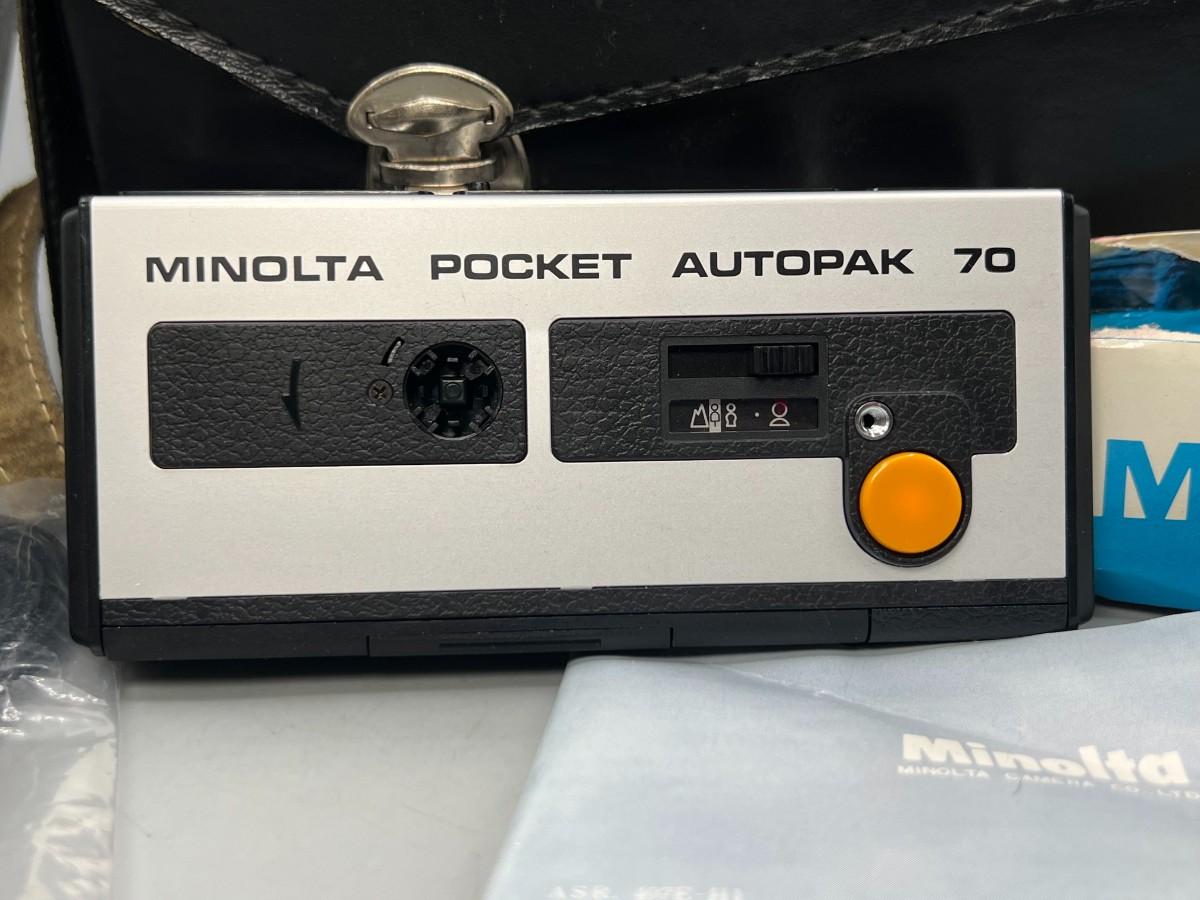 MINOLTA POCKET AUTOPAK 70
M
Minolta
MINOLTA CAMERA CO., LTD.